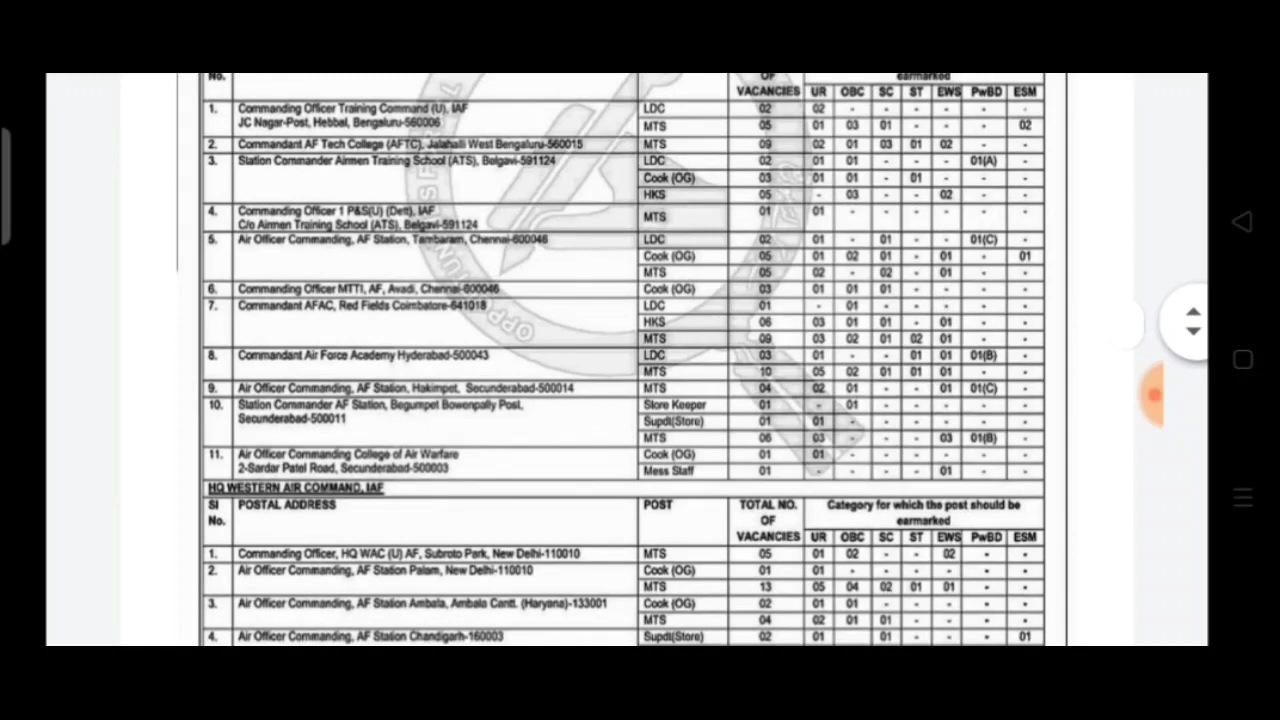 No. OF earmarked
VACANCIES UR OBC SC ST EWS PwBD ESM
1. Commanding Officer Training Command (U), IAF LDC 02 02 - - - - - -
JC Nagar-Post, Hebbal, Bengaluru-560006 MTS 05 01 03 01 - - - 02
2. Commandant AF Tech College (AFTC), Jalahalli West Bengaluru-560015 MTS 09 02 01 03 01 02 - -
3. Station Commander Airmen Training School (ATS), Belgavi-591124 LDC 02 01 01 - - - 01(A) -
Cook (OG) 03 01 01 - 01 - - -
HKS 05 - 03 - - 02 - -
4. Commanding Officer 1 P&S(U) (Dett), IAF MTS 01 01 - - - - - -
C/o Airmen Training School (ATS), Belgavi-591124
5. Air Officer Commanding, AF Station, Tambaram, Chennai-600046 LDC 02 01 - 01 - - 01(C) -
Cook (OG) 05 01 02 01 - 01 - 01
MTS 05 02 - 02 - 01 - -
6. Commanding Officer MTTI, AF, Avadi, Chennai-600046 Cook (OG) 03 01 01 01 - - - -
7. Commandant AFAC, Red Fields Coimbatore-641018 LDC 01 - 01 - - - - -
HKS 06 03 01 01 - 01 - -
MTS 09 03 02 01 02 01 - -
8. Commandant Air Force Academy Hyderabad-500043 LDC 03 01 - - 01 01 01(B) -
MTS 10 05 02 01 01 01 - -
9. Air Officer Commanding, AF Station, Hakimpet, Secunderabad-500014 MTS 04 02 01 - - 01 01(C) -
10. Station Commander AF Station, Begumpet Bowenpally Post, Store Keeper 01 - 01 - - - - -
Secunderabad-500011 Supdt(Store) 01 01 - - - - - -
MTS 06 03 - - - 03 01(B) -
11. Air Officer Commanding College of Air Warfare Cook (OG) 01 01 - - - - - -
2-Sardar Patel Road, Secunderabad-500003 Mess Staff 01 - - - - 01 - -
HQ WESTERN AIR COMMAND, IAF
Sl POSTAL ADDRESS POST TOTAL NO. Category for which the post should be
No. OF earmarked
VACANCIES UR OBC SC ST EWS PwBD ESM
1. Commanding Officer, HQ WAC (U) AF, Subroto Park, New Delhi-110010 MTS 05 01 02 - - 02 - -
2. Air Officer Commanding, AF Station Palam, New Delhi-110010 Cook (OG) 01 01 - - - - - -
MTS 13 05 04 02 01 01 - -
3. Air Officer Commanding, AF Station Ambala, Ambala Cantt. (Haryana)-133001 Cook (OG) 02 01 01 - - - - -
MTS 04 02 01 01 - - - -
4. Air Officer Commanding, AF Station Chandigarh-160003 Supdt(Store) 02 01 01 - - - 01